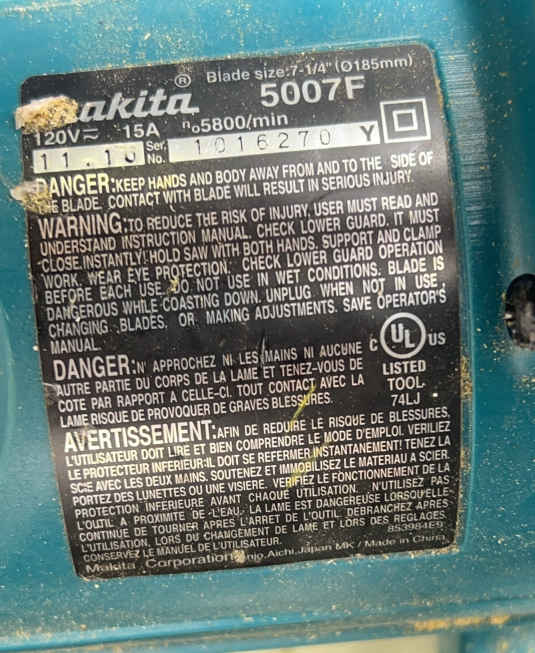 Blade size:7-1/4" (Ø185mm)
makita® 5007F
120V 15A n₀5800/min
11.10 Ser. No. 1016270 Y
DANGER:KEEP HANDS AND BODY AWAY FROM AND TO THE SIDE OF
THE BLADE. CONTACT WITH BLADE WILL RESULT IN SERIOUS INJURY.
WARNING:TO REDUCE THE RISK OF INJURY, USER MUST READ AND
UNDERSTAND INSTRUCTION MANUAL. CHECK LOWER GUARD. IT MUST
CLOSE INSTANTLY! HOLD SAW WITH BOTH HANDS. SUPPORT AND CLAMP
WORK. WEAR EYE PROTECTION. CHECK LOWER GUARD OPERATION
BEFORE EACH USE. DO NOT USE IN WET CONDITIONS. BLADE IS
DANGEROUS WHILE COASTING DOWN. UNPLUG WHEN NOT IN USE,
CHANGING BLADES, OR MAKING ADJUSTMENTS. SAVE OPERATOR'S
MANUAL.
DANGER:N' APPROCHEZ NI LES MAINS NI AUCUNE
AUTRE PARTIE DU CORPS DE LA LAME ET TENEZ-VOUS DE
COTE PAR RAPPORT A CELLE-CI. TOUT CONTACT AVEC LA
LAME RISQUE DE PROVOQUER DE GRAVES BLESSURES.
C UL US
LISTED
TOOL
74LJ
AVERTISSEMENT:AFIN DE REDUIRE LE RISQUE DE BLESSURES,
L'UTILISATEUR DOIT LIRE ET BIEN COMPRENDRE LE MODE D'EMPLOI. VERILIEZ
LE PROTECTEUR INFERIEUR:IL DOIT SE REFERMER INSTANTANEMENT! TENEZ LA
SCIE AVEC LES DEUX MAINS. SOUTENEZ ET IMMOBILISEZ LE MATERIAU A SCIER.
PORTEZ DES LUNETTES OU UNE VISIERE. VERIFIEZ LE FONCTIONNEMENT DE LA
PROTECTION INFERIEURE AVANT CHAQUE UTILISATION. N'UTILISEZ PAS
L'OUTIL A PROXIMITE DE L'EAU. LA LAME EST DANGEREUSE LORSQU'ELLE
CONTINUE DE TOURNER APRES L'ARRET DE L'OUTIL. DEBRANCHEZ APRES
L'UTILISATION, LORS DU CHANGEMENT DE LAME ET LORS DES REGLAGES.
CONSERVEZ LE MANUEL DE L'UTILISATEUR. 853984E9
Makita Corporation Anjo, Aichi, Japan MK / Made in China